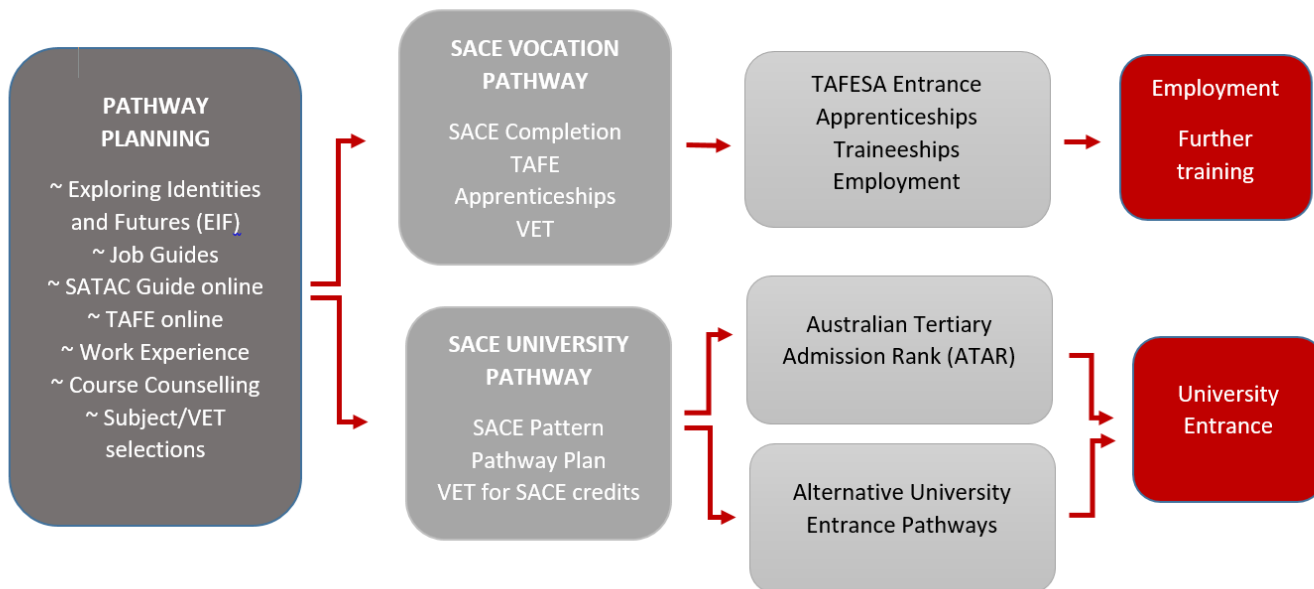 PATHWAY
PLANNING
~ Exploring Identities
and Futures (EIF)
~ Job Guides
~ SATAC Guide online
~ TAFE online
~ Work Experience
~ Course Counselling
~ Subject/VET
selections
SACE VOCATION
PATHWAY
SACE Completion
TAFE
Apprenticeships
VET
TAFESA Entrance
Apprenticeships
Traineeships
Employment
Employment
Further
training
SACE UNIVERSITY
PATHWAY
SACE Pattern
Pathway Plan
VET for SACE credits
Australian Tertiary
Admission Rank (ATAR)
Alternative University
Entrance Pathways
University
Entrance